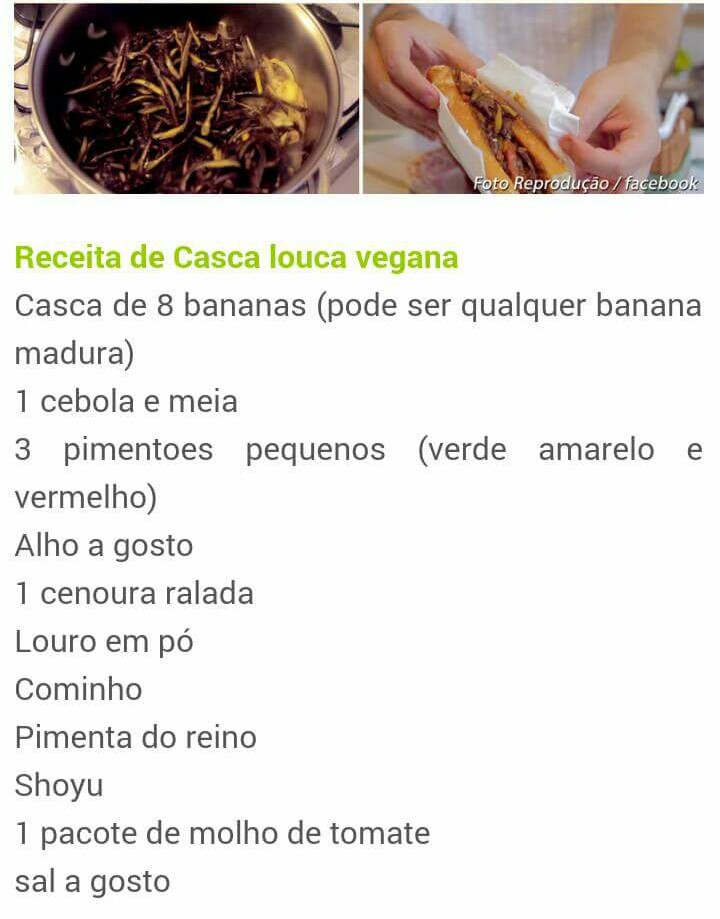 Foto Reprodução / facebook
Receita de Casca louca vegana
Casca de 8 bananas (pode ser qualquer banana
madura)
1 cebola e meia
3 pimentoes pequenos (verde amarelo e
vermelho)
Alho a gosto
1 cenoura ralada
Louro em pó
Cominho
Pimenta do reino
Shoyu
1 pacote de molho de tomate
sal a gosto